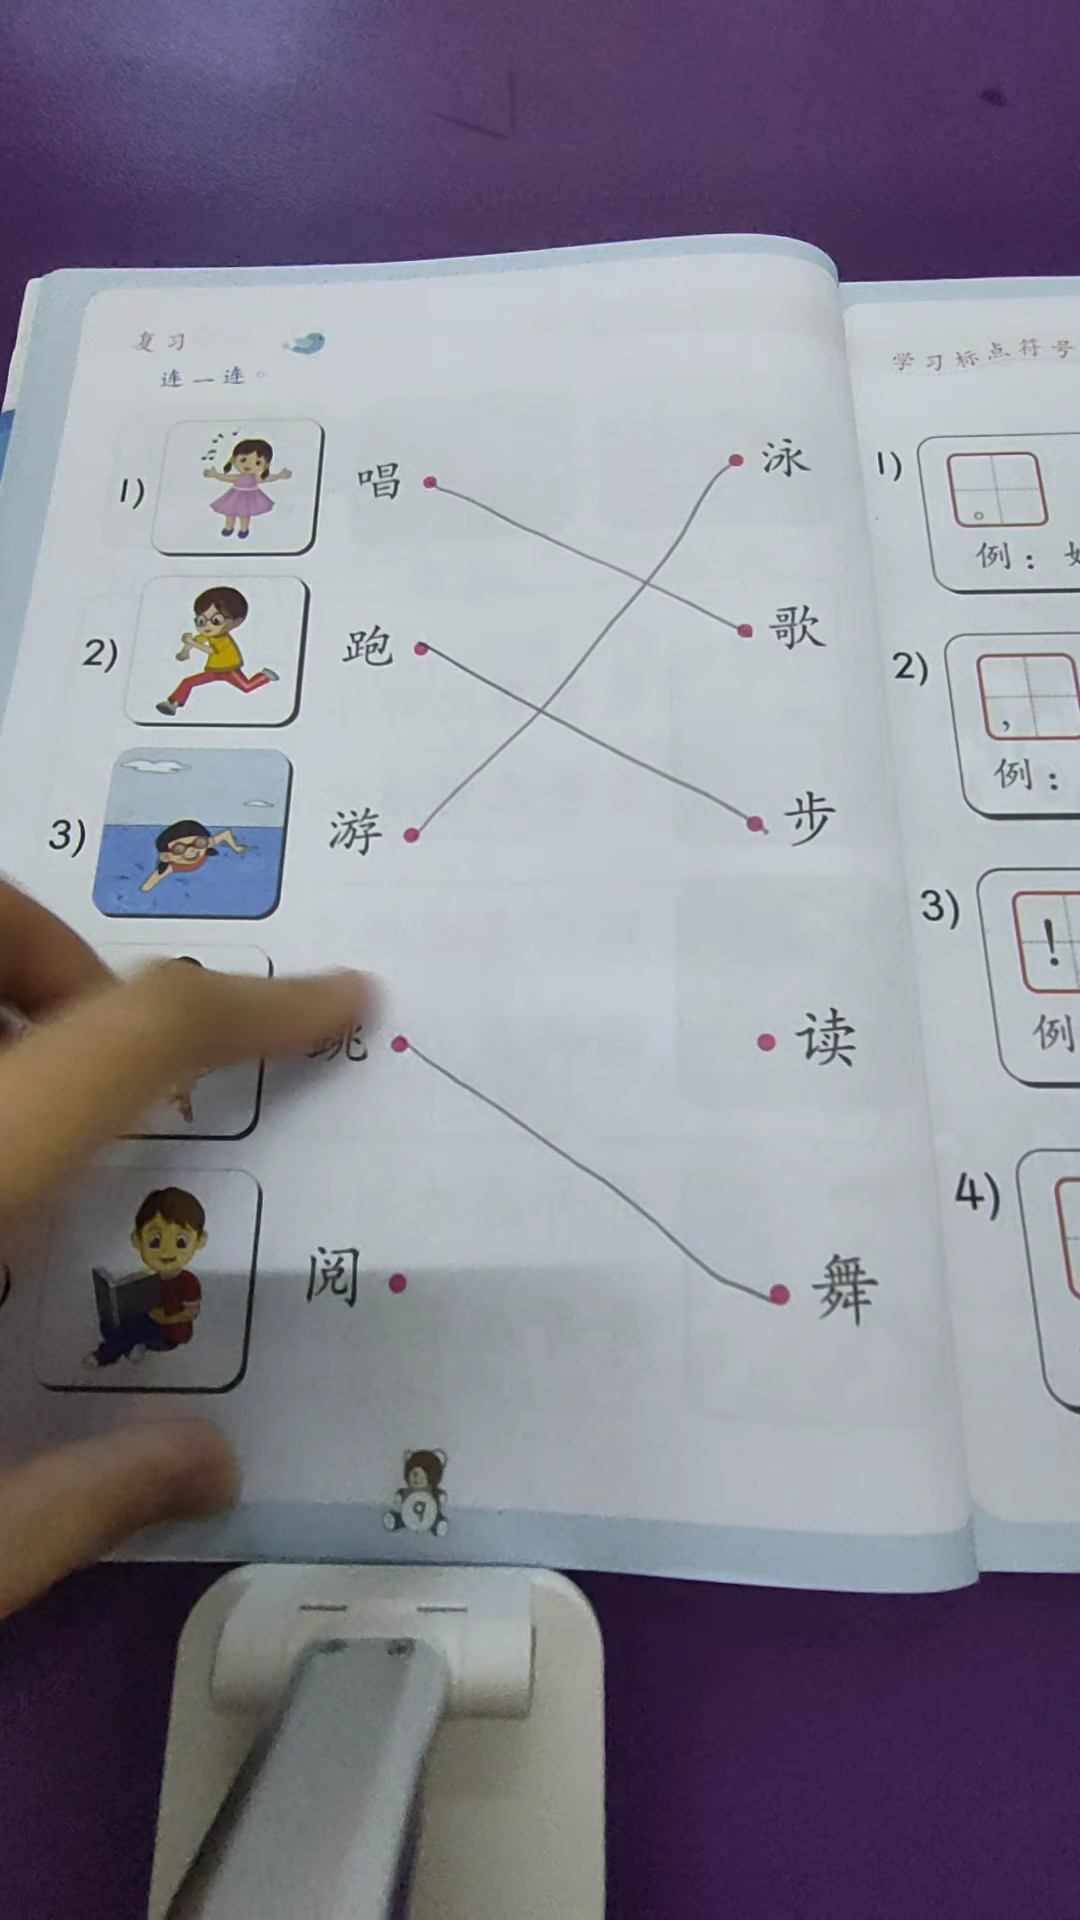 复习
连一连。
1) 唱 泳
2) 跑 歌
3) 游 步
跳 读
阅 舞
9
学习标点符号
1) 。
例：
2) ，
例：
3) ！
例
4)